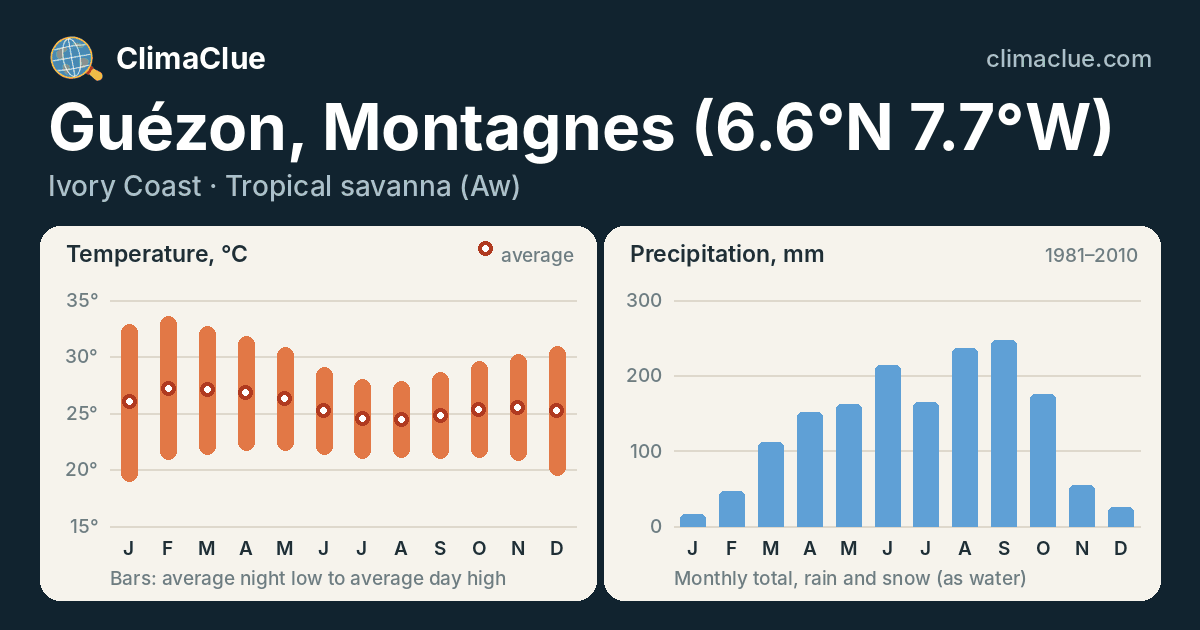 ClimaClue
climaclue.com
Guézon, Montagnes (6.6°N 7.7°W)
Ivory Coast · Tropical savanna (Aw)
Temperature, °C
average
35°
30°
25°
20°
15°
J F M A M J J A S O N D
Bars: average night low to average day high
Precipitation, mm
1981–2010
300
200
100
0
J F M A M J J A S O N D
Monthly total, rain and snow (as water)